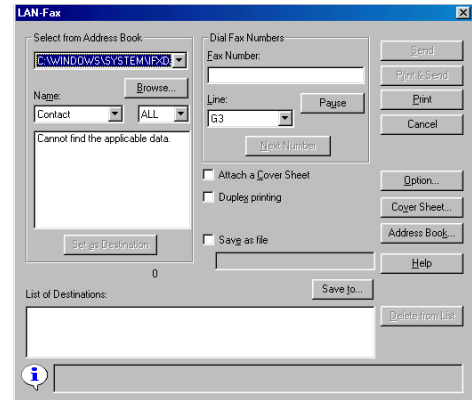 LAN-Fax
Select from Address Book
C:\WINDOWS\SYSTEM\IFXD
Browse...
Name:
Contact
ALL
Cannot find the applicable data.
Set as Destination
0
Dial Fax Numbers
Fax Number:
Line:
G3
Pause
Next Number
Attach a Cover Sheet
Duplex printing
Save as file
Save to...
Send
Print & Send
Print
Cancel
Option...
Cover Sheet...
Address Book...
Help
List of Destinations:
Delete from List